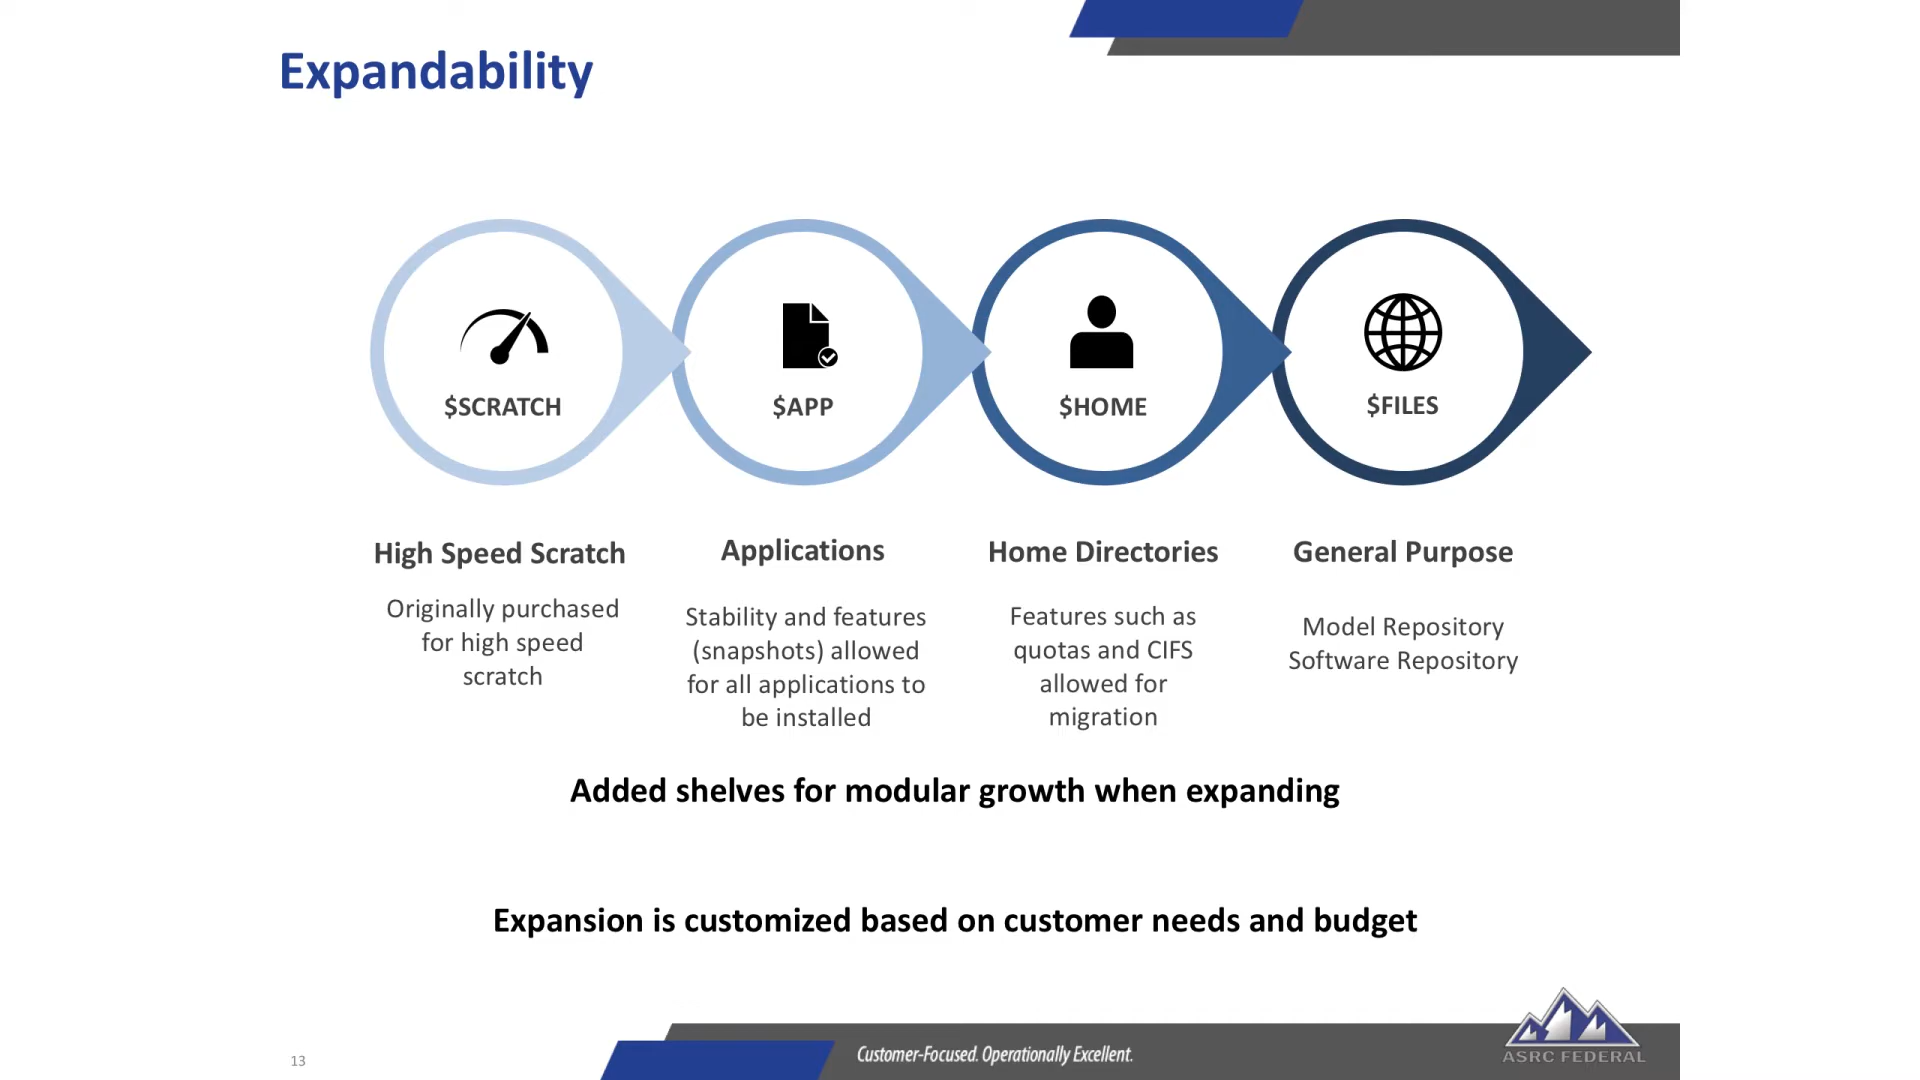 Expandability
$SCRATCH
$APP
$HOME
$FILES
High Speed Scratch
Originally purchased
for high speed
scratch
Applications
Stability and features
(snapshots) allowed
for all applications to
be installed
Home Directories
Features such as
quotas and CIFS
allowed for
migration
General Purpose
Model Repository
Software Repository
Added shelves for modular growth when expanding
Expansion is customized based on customer needs and budget
13
Customer-Focused. Operationally Excellent.
ASRC FEDERAL